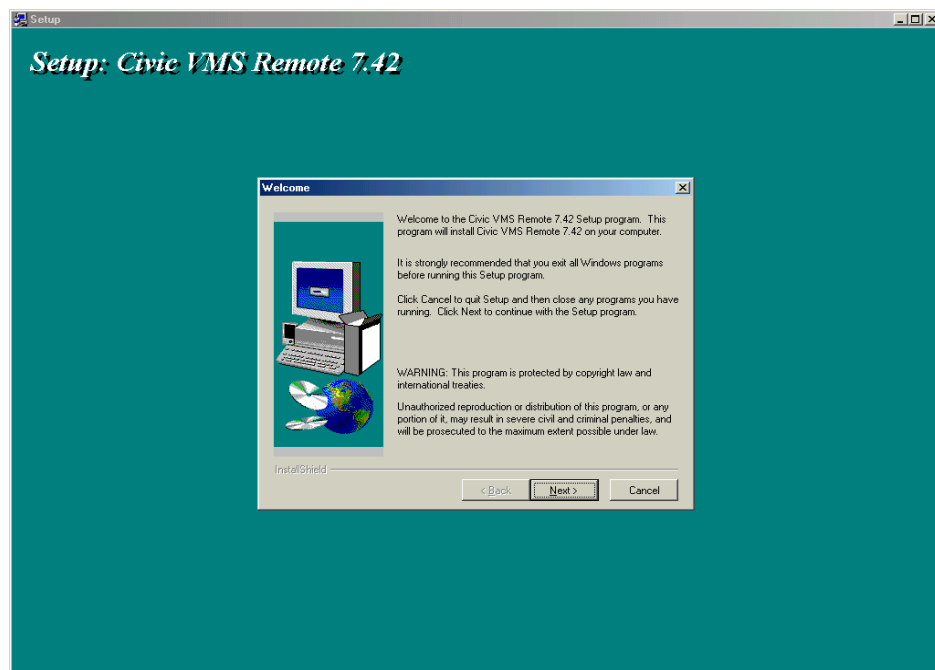 Setup
Setup: Civic VMS Remote 7.42
Welcome
Welcome to the Civic VMS Remote 7.42 Setup program. This
program will install Civic VMS Remote 7.42 on your computer.
It is strongly recommended that you exit all Windows programs
before running this Setup program.
Click Cancel to quit Setup and then close any programs you have
running. Click Next to continue with the Setup program.
WARNING: This program is protected by copyright law and
international treaties.
Unauthorized reproduction or distribution of this program, or any
portion of it, may result in severe civil and criminal penalties, and
will be prosecuted to the maximum extent possible under law.
InstallShield
< Back Next > Cancel